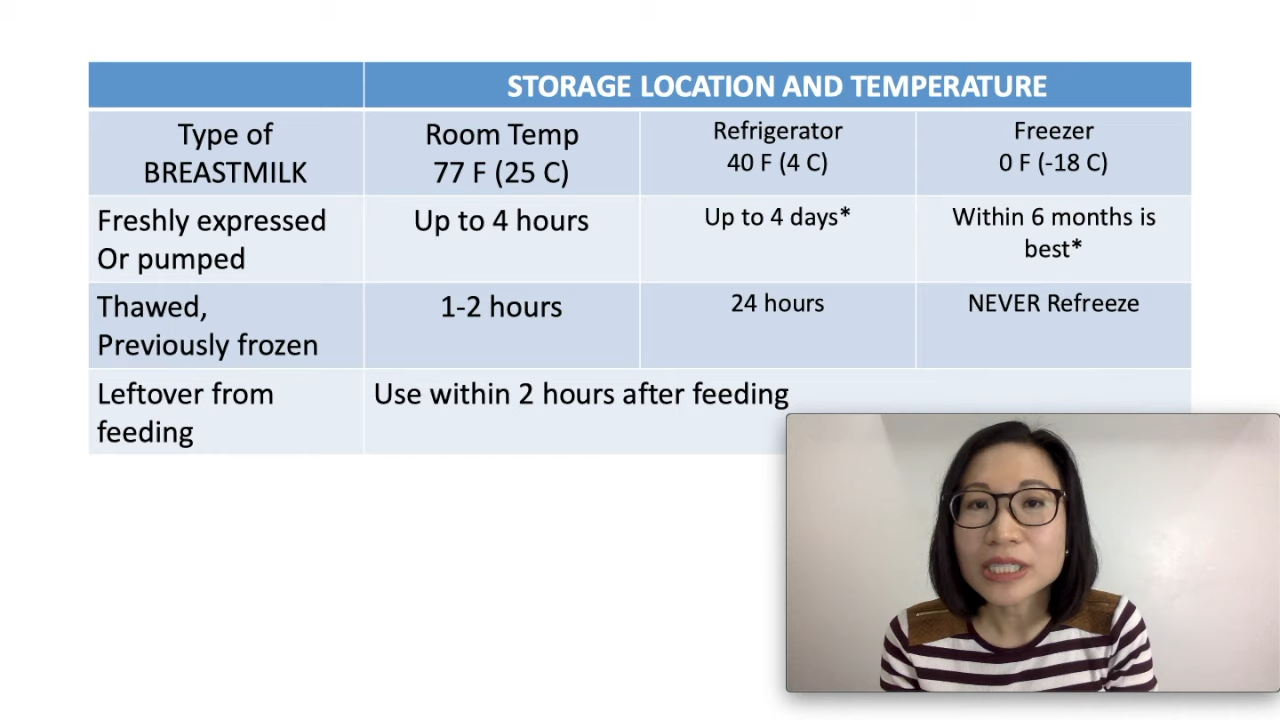 STORAGE LOCATION AND TEMPERATURE
Type of
BREASTMILK
Room Temp
77 F (25 C)
Refrigerator
40 F (4 C)
Freezer
0 F (-18 C)
Freshly expressed
Or pumped
Up to 4 hours
Up to 4 days*
Within 6 months is
best*
Thawed,
Previously frozen
1-2 hours
24 hours
NEVER Refreeze
Leftover from
feeding
Use within 2 hours after feeding